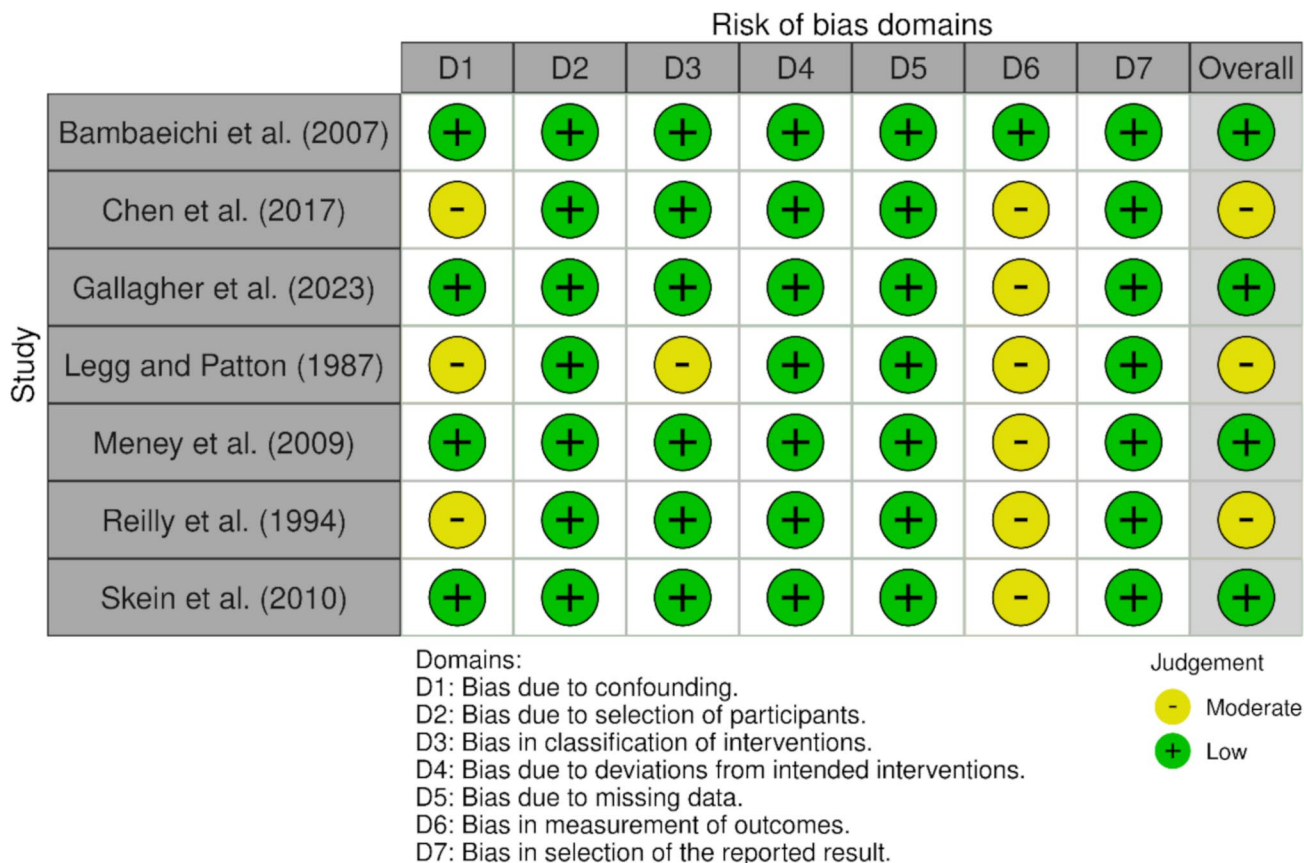 Risk of bias domains
D1 D2 D3 D4 D5 D6 D7 Overall
Study
Bambaeichi et al. (2007) + + + + + + + +
Chen et al. (2017) - + + + + - + -
Gallagher et al. (2023) + + + + + - + +
Legg and Patton (1987) - + - + + - + -
Meney et al. (2009) + + + + + - + +
Reilly et al. (1994) - + + + + - + -
Skein et al. (2010) + + + + + - + +
Domains:
D1: Bias due to confounding.
D2: Bias due to selection of participants.
D3: Bias in classification of interventions.
D4: Bias due to deviations from intended interventions.
D5: Bias due to missing data.
D6: Bias in measurement of outcomes.
D7: Bias in selection of the reported result.
Judgement
- Moderate
+ Low